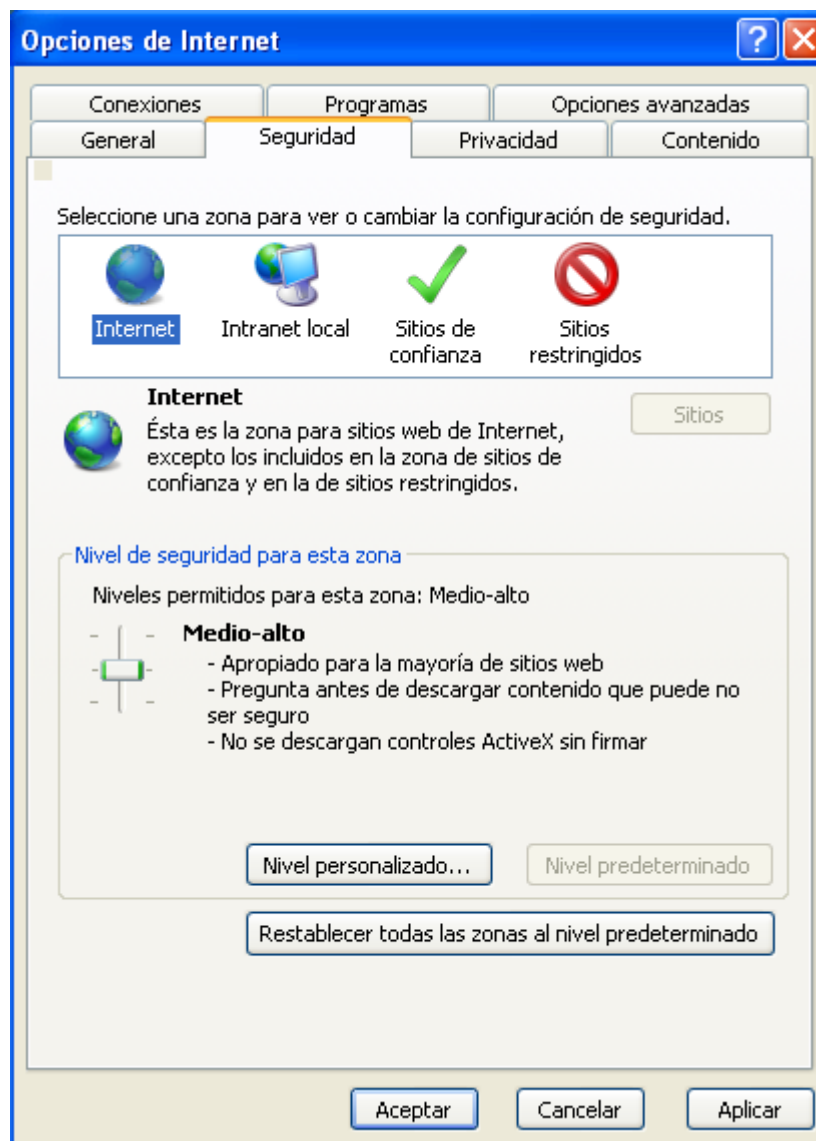 Opciones de Internet
Conexiones Programas Opciones avanzadas
General Seguridad Privacidad Contenido
Seleccione una zona para ver o cambiar la configuración de seguridad.
Internet Intranet local Sitios de confianza Sitios restringidos
Internet
Sitios
Ésta es la zona para sitios web de Internet,
excepto los incluidos en la zona de sitios de
confianza y en la de sitios restringidos.
Nivel de seguridad para esta zona
Niveles permitidos para esta zona: Medio-alto
Medio-alto
- Apropiado para la mayoría de sitios web
- Pregunta antes de descargar contenido que puede no
ser seguro
- No se descargan controles ActiveX sin firmar
Nivel personalizado... Nivel predeterminado
Restablecer todas las zonas al nivel predeterminado
Aceptar Cancelar Aplicar